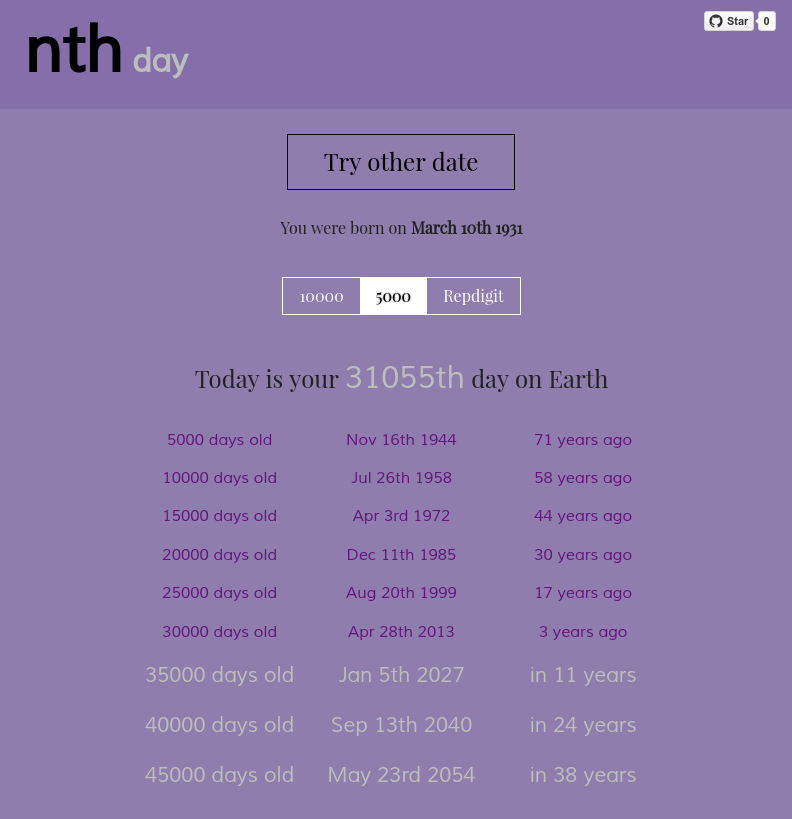 Star 0
nth day
Try other date
You were born on March 10th 1931
10000 5000 Repdigit
Today is your 31055th day on Earth
5000 days old Nov 16th 1944 71 years ago
10000 days old Jul 26th 1958 58 years ago
15000 days old Apr 3rd 1972 44 years ago
20000 days old Dec 11th 1985 30 years ago
25000 days old Aug 20th 1999 17 years ago
30000 days old Apr 28th 2013 3 years ago
35000 days old Jan 5th 2027 in 11 years
40000 days old Sep 13th 2040 in 24 years
45000 days old May 23rd 2054 in 38 years